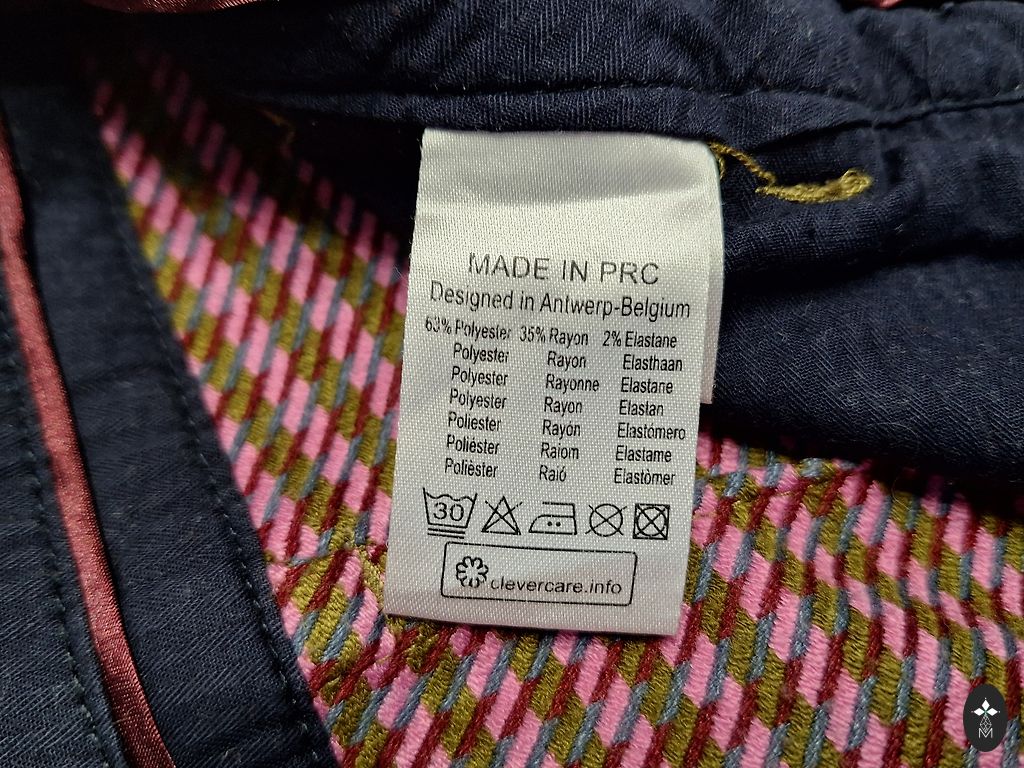 MADE IN PRC
Designed in Antwerp-Belgium
63% Polyester 35% Rayon 2% Elastane
Polyester Rayon Elasthaan
Polyester Rayonne Elastane
Polyester Rayon Elastan
Poliester Rayón Elastómero
Poliéster Raiom Elastame
Polièster Raió Elastòmer
30
clevercare.info
M